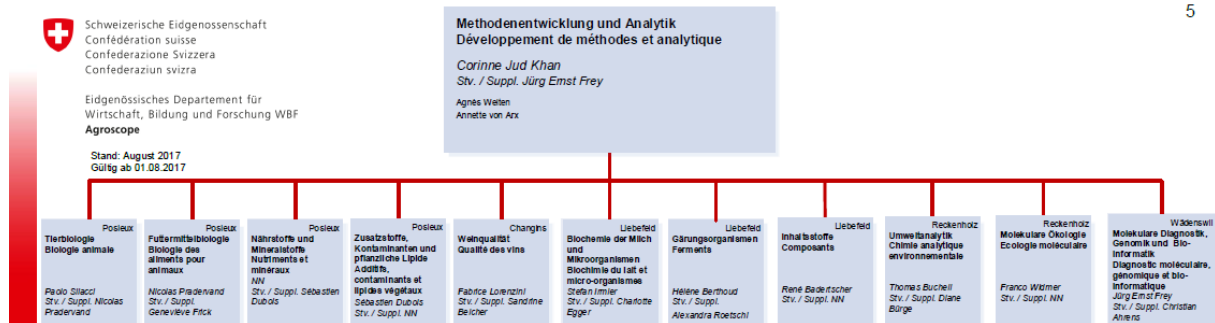 Schweizerische Eidgenossenschaft
Confédération suisse
Confederazione Svizzera
Confederaziun svizra
Eidgenössisches Departement für
Wirtschaft, Bildung und Forschung WBF
Agroscope
Stand: August 2017
Gültig ab 01.08.2017
5
Methodenentwicklung und Analytik
Développement de méthodes et analytique
Corinne Jud Khan
Stv. / Suppl. Jürg Ernst Frey
Agnès Weiten
Annette von Arx
Posieux
Tierbiologie
Biologie animale
Paolo Silacci
Stv. / Suppl. Nicolas
Pradervand
Posieux
Futtermittelbiologie
Biologie des
aliments pour
animaux
Nicolas Pradervand
Stv. / Suppl.
Geneviève Frick
Posieux
Nährstoffe und
Mineralstoffe
Nutriments et
minéraux
NN
Stv. / Suppl. Sébastien
Dubois
Posieux
Zusatzstoffe,
Kontaminanten und
pflanzliche Lipide
Additifs,
contaminants et
lipides végétaux
Sébastien Dubois
Stv. / Suppl. NN
Changins
Weinqualität
Qualité des vins
Fabrice Lorenzini
Stv. / Suppl. Sandrine
Belcher
Liebefeld
Biochemie der Milch
und
Mikroorganismen
Biochimie du lait et
micro-organismes
Stefan Irmler
Stv. / Suppl. Charlotte
Egger
Liebefeld
Gärungsorganismen
Ferments
Hélène Berthoud
Stv. / Suppl.
Alexandra Roetschi
Liebefeld
Inhaltsstoffe
Composants
René Badertscher
Stv. / Suppl. NN
Reckenholz
Umweltanalytik
Chimie analytique
environnementale
Thomas Bucheli
Stv. / Suppl. Diane
Bürge
Reckenholz
Molekulare Ökologie
Ecologie moléculaire
Franco Widmer
Stv. / Suppl. NN
Wädenswil
Molekulare Diagnostik,
Genomik und Bio-
informatik
Diagnostic moléculaire,
génomique et bio-
informatique
Jürg Ernst Frey
Stv. / Suppl. Christian
Ahrens